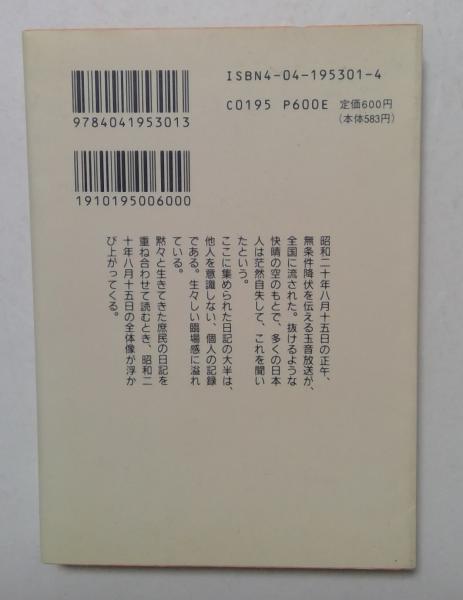 ISBN4-04-195301-4
C0195 P600E 定価600円
(本体583円)
9784041953013
1910195006000
昭和二十年八月十五日の正午、
無条件降伏を伝える玉音放送が、
全国に流された。抜けるような
快晴の空のもとで、多くの日本
人は茫然自失して、これを聞い
たという。
ここに集められた日記の大半は、
他人を意識しない、個人の記録
である。生々しい臨場感に溢れ
ている。
黙々と生きてきた庶民の日記を
重ね合わせて読むとき、昭和二
十年八月十五日の全体像が浮か
び上がってくる。